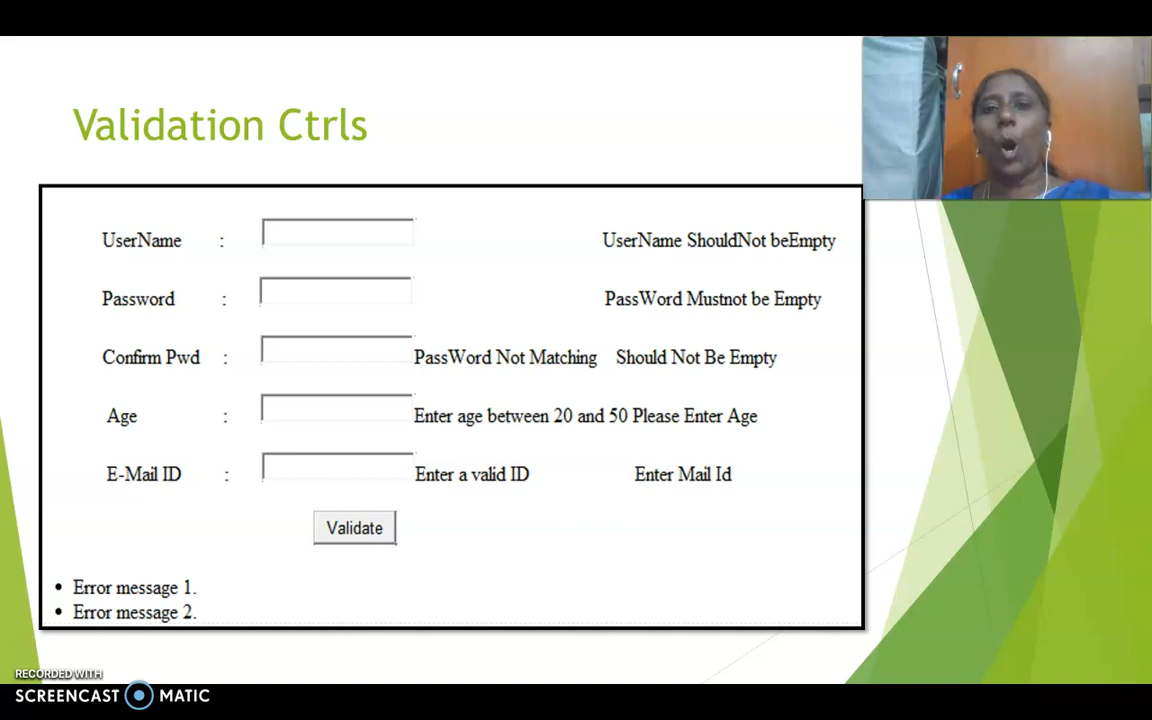 Validation Ctrls
UserName : UserName ShouldNot beEmpty
Password : PassWord Mustnot be Empty
Confirm Pwd : PassWord Not Matching Should Not Be Empty
Age : Enter age between 20 and 50 Please Enter Age
E-Mail ID : Enter a valid ID Enter Mail Id
Validate
• Error message 1.
• Error message 2.
RECORDED WITH
SCREENCAST MATIC